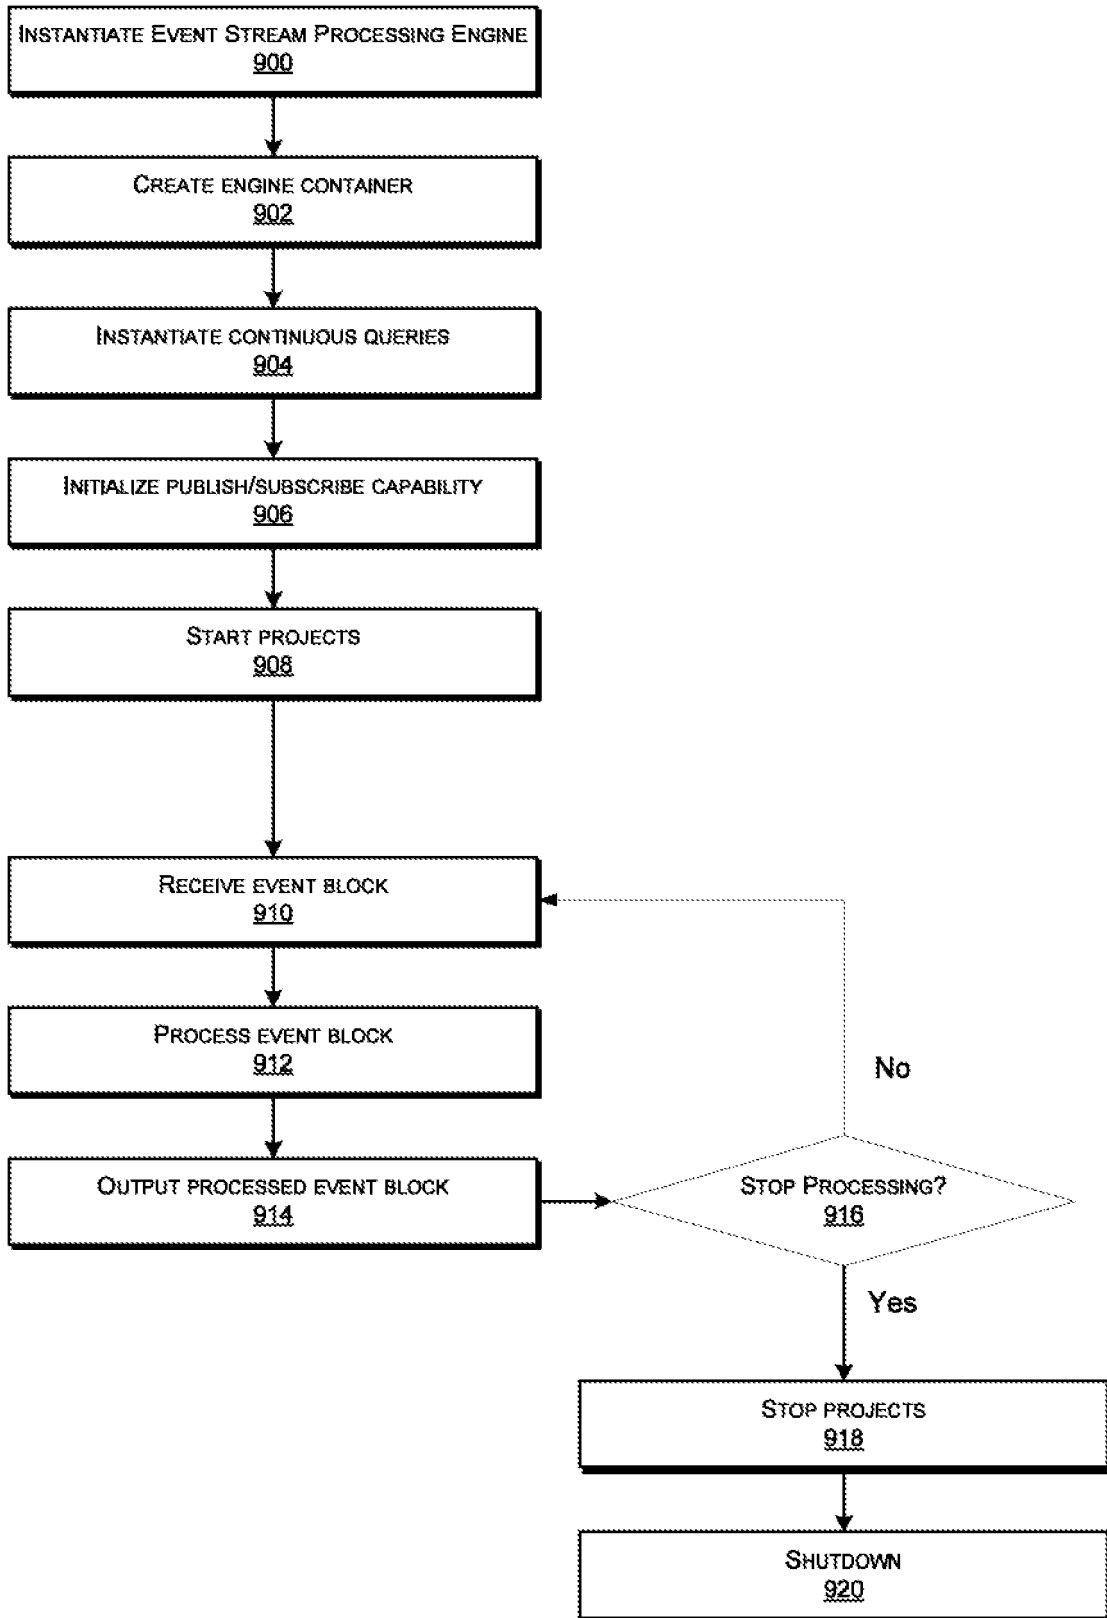 Instantiate Event Stream Processing Engine
900
Create engine container
902
Instantiate continuous queries
904
Initialize publish/subscribe capability
906
Start projects
908
Receive event block
910
Process event block
912
No
Output processed event block
914
Stop Processing?
916
Yes
Stop projects
918
Shutdown
920